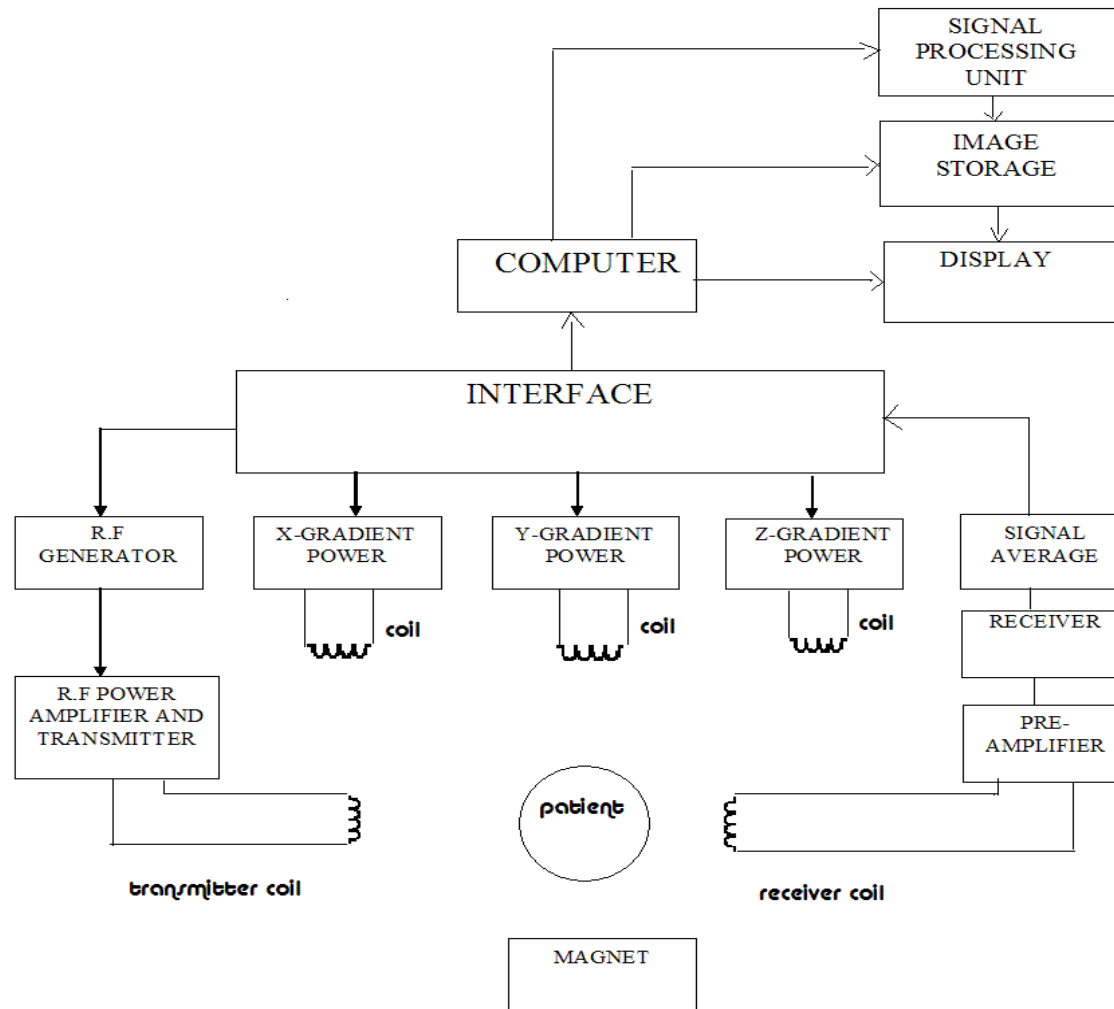 SIGNAL
PROCESSING
UNIT
IMAGE
STORAGE
COMPUTER
DISPLAY
INTERFACE
R.F
GENERATOR
X-GRADIENT
POWER
Y-GRADIENT
POWER
Z-GRADIENT
POWER
SIGNAL
AVERAGE
coil
coil
coil
RECEIVER
R.F POWER
AMPLIFIER AND
TRANSMITTER
PRE-
AMPLIFIER
patient
transmitter coil
receiver coil
MAGNET